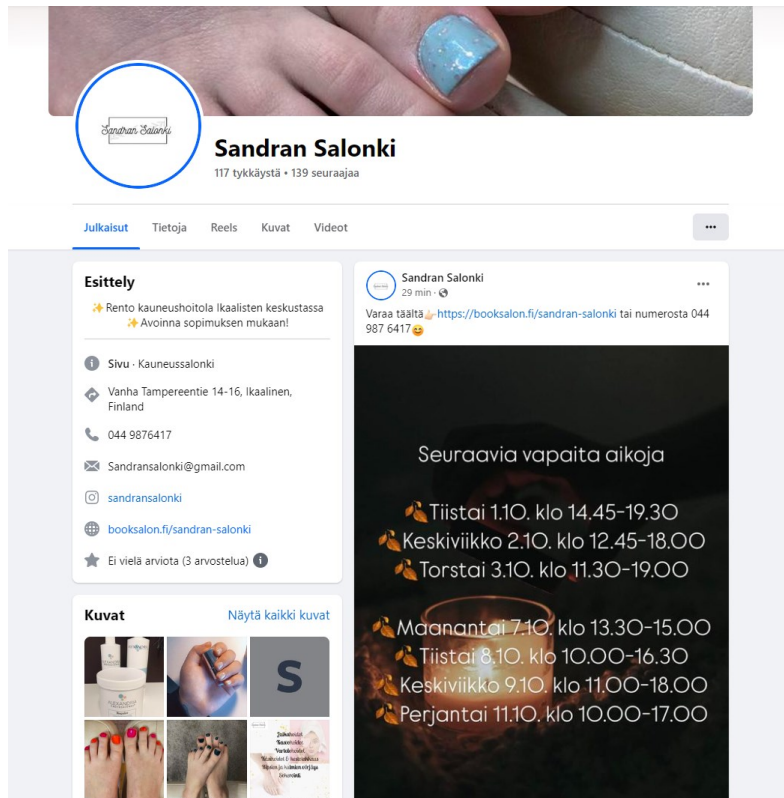 Sandran Salonki
Sandran Salonki
117 tykkäystä • 139 seuraajaa
Julkaisut
Tietoja
Reels
Kuvat
Videot
Esittely
✨Rento kauneushoitola Ikaalisten keskustassa
✨Avoinna sopimuksen mukaan!
Sivu · Kauneussalonki
Vanha Tampereentie 14-16, Ikaalinen,
Finland
044 9876417
Sandransalonki@gmail.com
sandransalonki
booksalon.fi/sandran-salonki
Ei vielä arviota (3 arvostelua)
Kuvat
Näytä kaikki kuvat
S
Sandran Salonki
29 min ·
Varaa täältä👉🏻https://booksalon.fi/sandran-salonki tai numerosta 044
987 6417😊
Seuraavia vapaita aikoja
🍂Tiistai 1.10. klo 14.45-19.30
🍂Keskiviikko 2.10. klo 12.45-18.00
🍂Torstai 3.10. klo 11.30-19.00
🍂Maanantai 7.10. klo 13.30-15.00
🍂Tiistai 8.10. klo 10.00-16.30
🍂Keskiviikko 9.10. klo 11.00-18.00
🍂Perjantai 11.10. klo 10.00-17.00